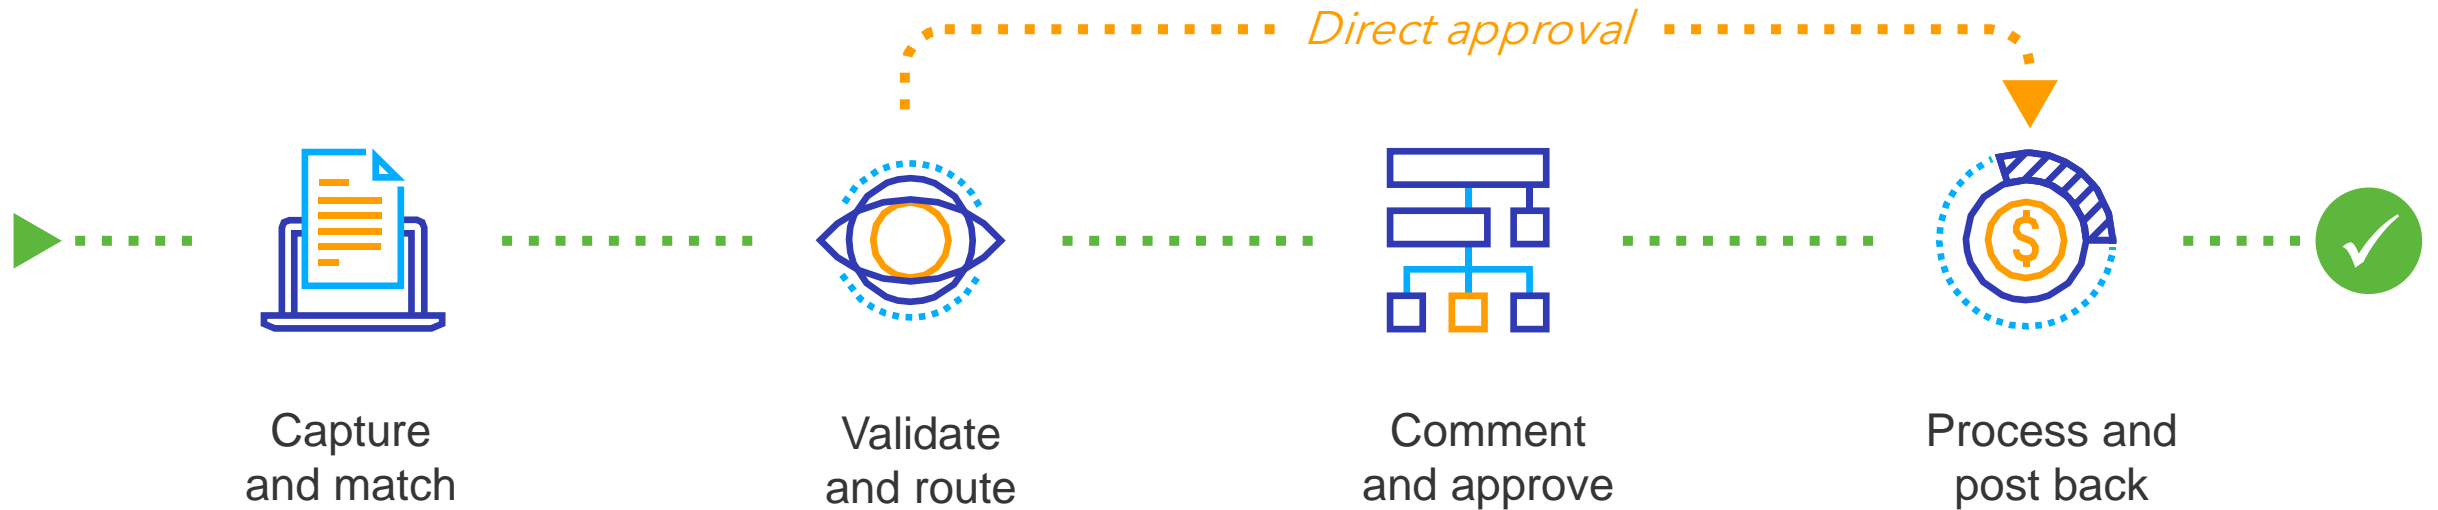 Direct approval
Capture
and match
Validate
and route
Comment
and approve
Process and
post back
$